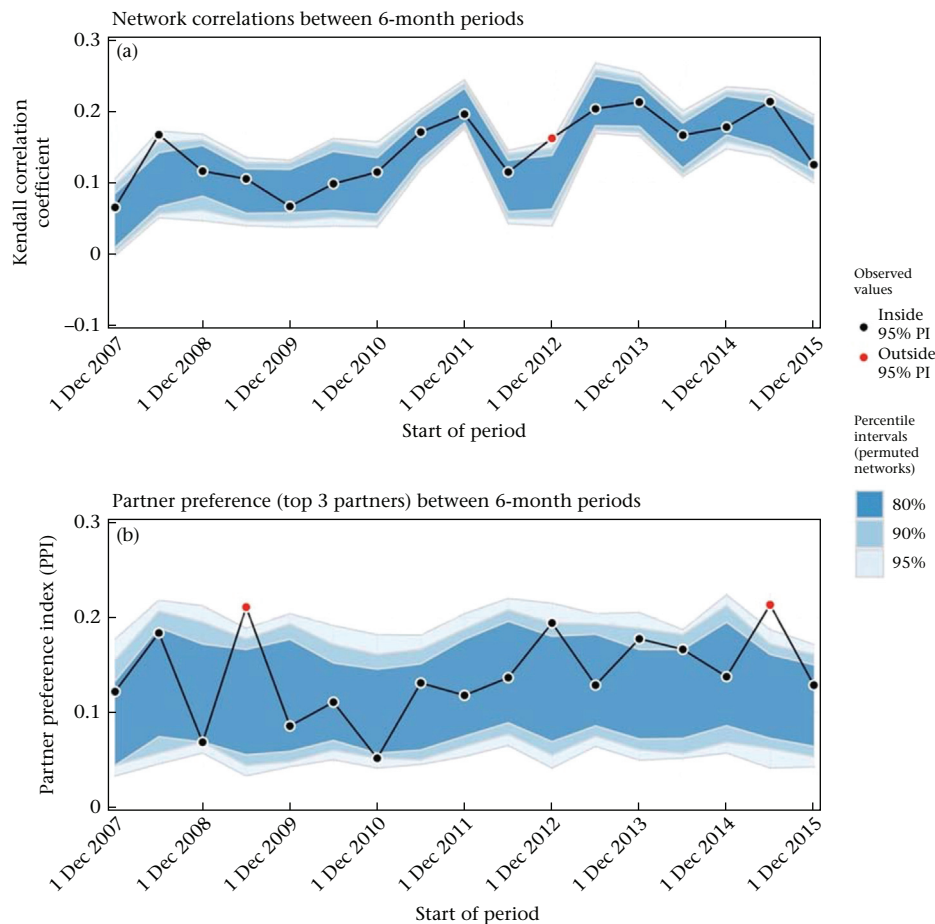 Network correlations between 6-month periods
(a)
0.3
0.2
0.1
0
–0.1
Kendall correlation
coefficient
1 Dec 2007
1 Dec 2008
1 Dec 2009
1 Dec 2010
1 Dec 2011
1 Dec 2012
1 Dec 2013
1 Dec 2014
1 Dec 2015
Start of period
Observed
values
Inside
95% PI
Outside
95% PI
Percentile
intervals
(permuted
networks)
80%
90%
95%
Partner preference (top 3 partners) between 6-month periods
(b)
0.3
0.2
0.1
0
Partner preference index (PPI)
1 Dec 2007
1 Dec 2008
1 Dec 2009
1 Dec 2010
1 Dec 2011
1 Dec 2012
1 Dec 2013
1 Dec 2014
1 Dec 2015
Start of period